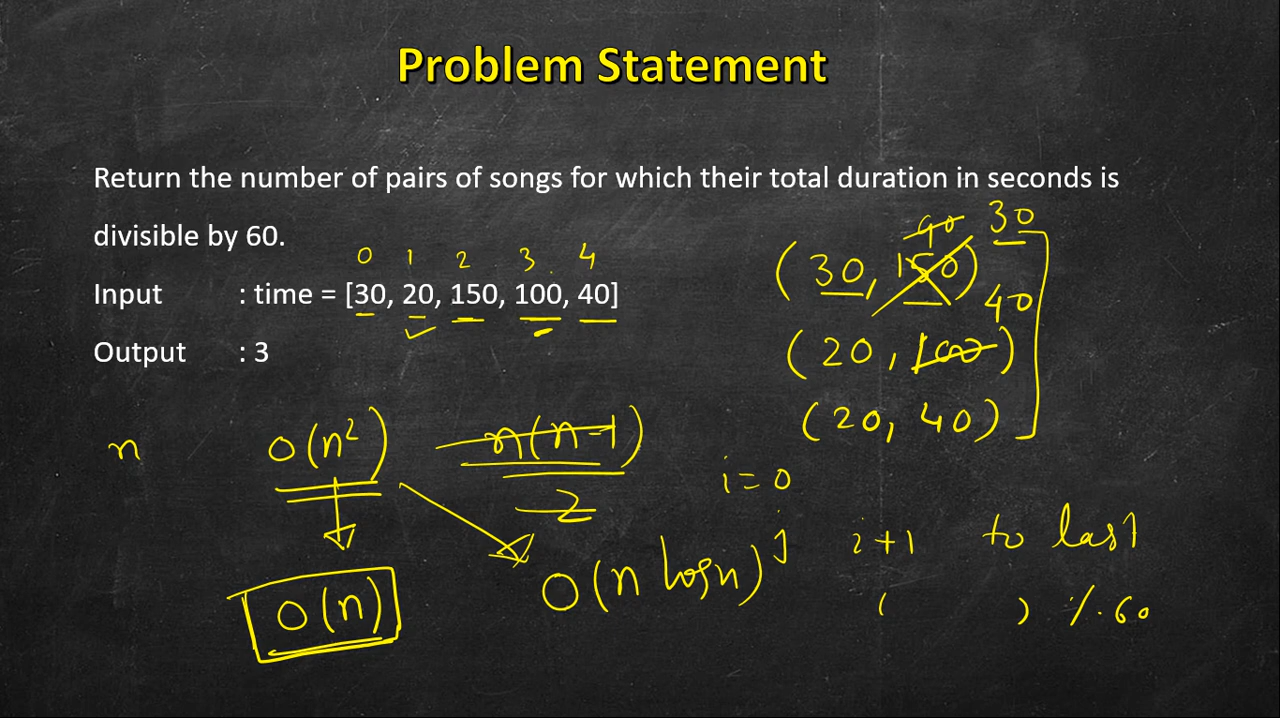 Problem Statement
Return the number of pairs of songs for which their total duration in seconds is
divisible by 60.
0 1 2 3 4
Input : time = [30, 20, 150, 100, 40]
Output : 3
90 30
(30, 150)
40
(20, 100)
(20, 40)
n O(n²) n(n-1)
2
i = 0
j i+1 to last
O(n) O(n logn)
( ) % 60